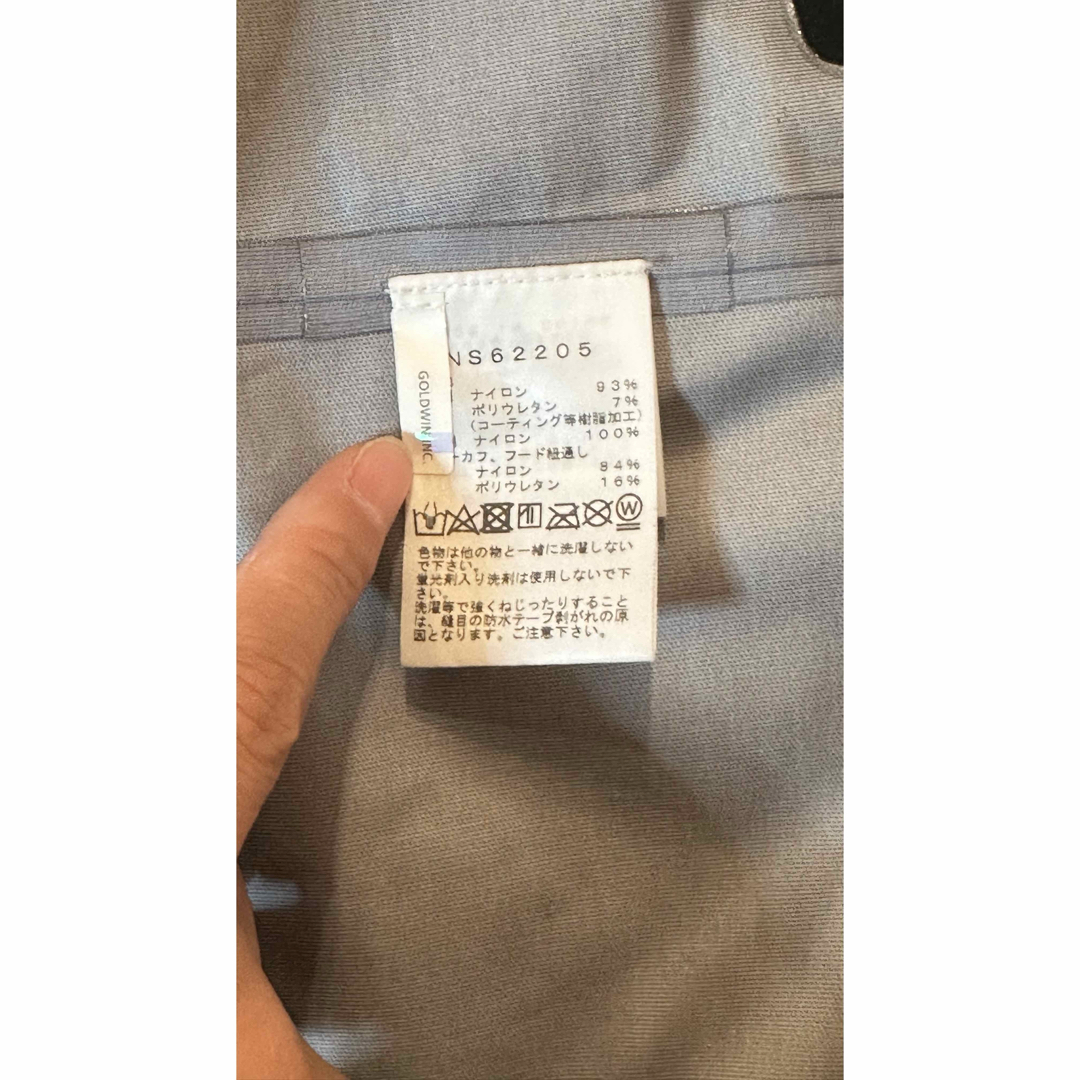 NS62205
GOLDWIN INC.
ナイロン 93%
ポリウレタン 7%
(コーティング等樹脂加工)
ナイロン 100%
カフ、フード紐通し
ナイロン 84%
ポリウレタン 16%
W
色物は他の物と一緒に洗濯しない
で下さい。
蛍光剤入り洗剤は使用しないで下
さい。
洗濯等で強くねじったりすること
は、縫目の防水テープ剥がれの原
因となります。ご注意下さい。